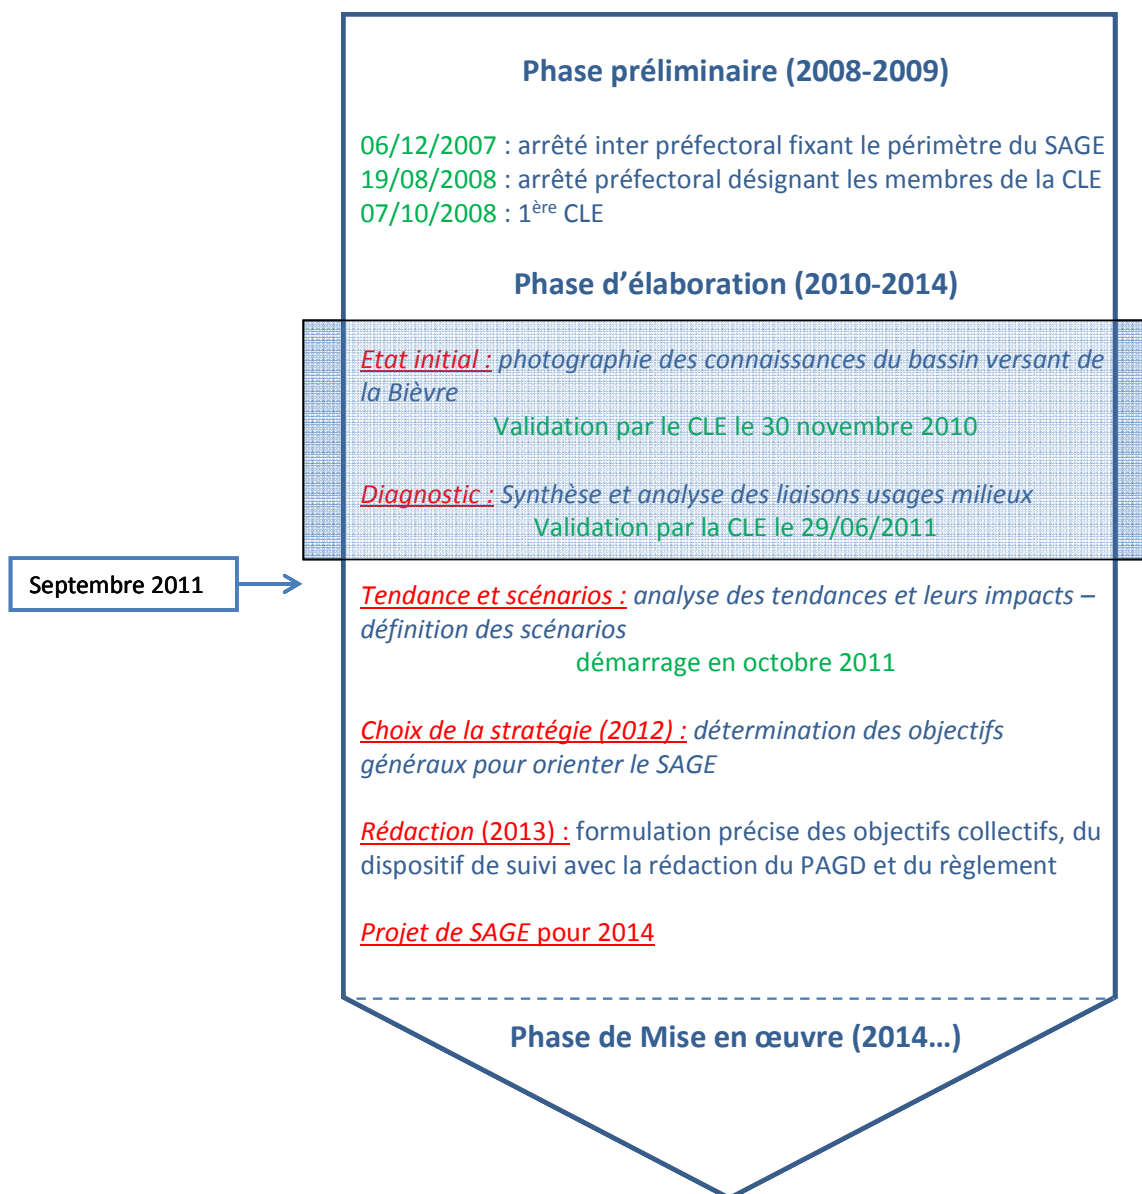 Phase préliminaire (2008-2009)
06/12/2007 : arrêté inter préfectoral fixant le périmètre du SAGE
19/08/2008 : arrêté préfectoral désignant les membres de la CLE
07/10/2008 : 1ère CLE
Phase d’élaboration (2010-2014)
Etat initial : photographie des connaissances du bassin versant de
la Bièvre
Validation par le CLE le 30 novembre 2010
Diagnostic : Synthèse et analyse des liaisons usages milieux
Validation par la CLE le 29/06/2011
Septembre 2011
Tendance et scénarios : analyse des tendances et leurs impacts –
définition des scénarios
démarrage en octobre 2011
Choix de la stratégie (2012) : détermination des objectifs
généraux pour orienter le SAGE
Rédaction (2013) : formulation précise des objectifs collectifs, du
dispositif de suivi avec la rédaction du PAGD et du règlement
Projet de SAGE pour 2014
Phase de Mise en œuvre (2014…)